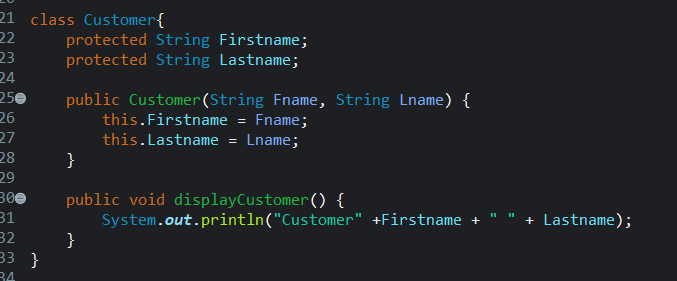 21 class Customer{
22     protected String Firstname;
23     protected String Lastname;
24
25     public Customer(String Fname, String Lname) {
26         this.Firstname = Fname;
27         this.Lastname = Lname;
28     }
29
30     public void displayCustomer() {
31         System.out.println("Customer" +Firstname + " " + Lastname);
32     }
33 }
34